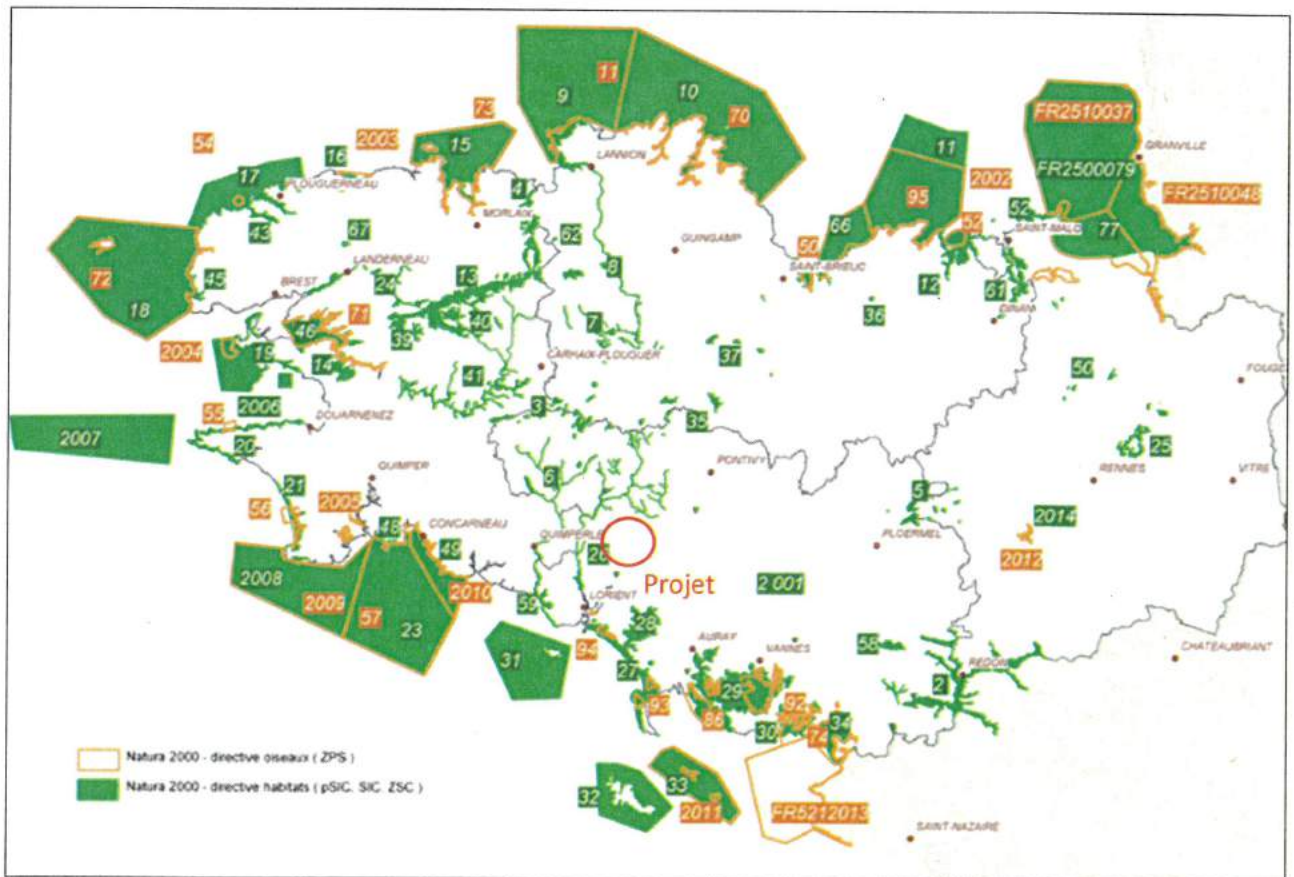 11
FR2510037
9
10
73
70
2003
15
54
16
11
GRANVILLE
LANNION
17
FR2500079
PLOUGUERNEAU
41
95
2002
FR2510048
MORLAIX
66
52
52
SAINT-MALO
77
43
67
62
GUINGAMP
50
72
LANDERNEAU
8
SAINT-BRIEUC
45
24
13
12
61
BREST
18
71
36
DINAN
46
40
7
39
2004
19
37
14
CARHAIX-PLOUGUER
50
41
FOUGE
2006
3
55
35
DOUARNENEZ
2007
20
25
PONTIVY
QUIMPER
6
RENNES
VITRE
21
5
2005
56
2014
48
CONCARNEAU
QUIMPERLE
PLOERMEL
49
26
2012
2008
Projet
2010
2 001
2009
59
LORIENT
57
23
28
AURAY
58
94
VANNES
CHATEAUBRIANT
31
27
REDON
29
2
93
86
92
30
34
74
Natura 2000 - directive oiseaux ( ZPS )
33
Natura 2000 - directive habitats ( pSIC, SIC, ZSC )
32
2011
FR5212013
SAINT-NAZAIRE